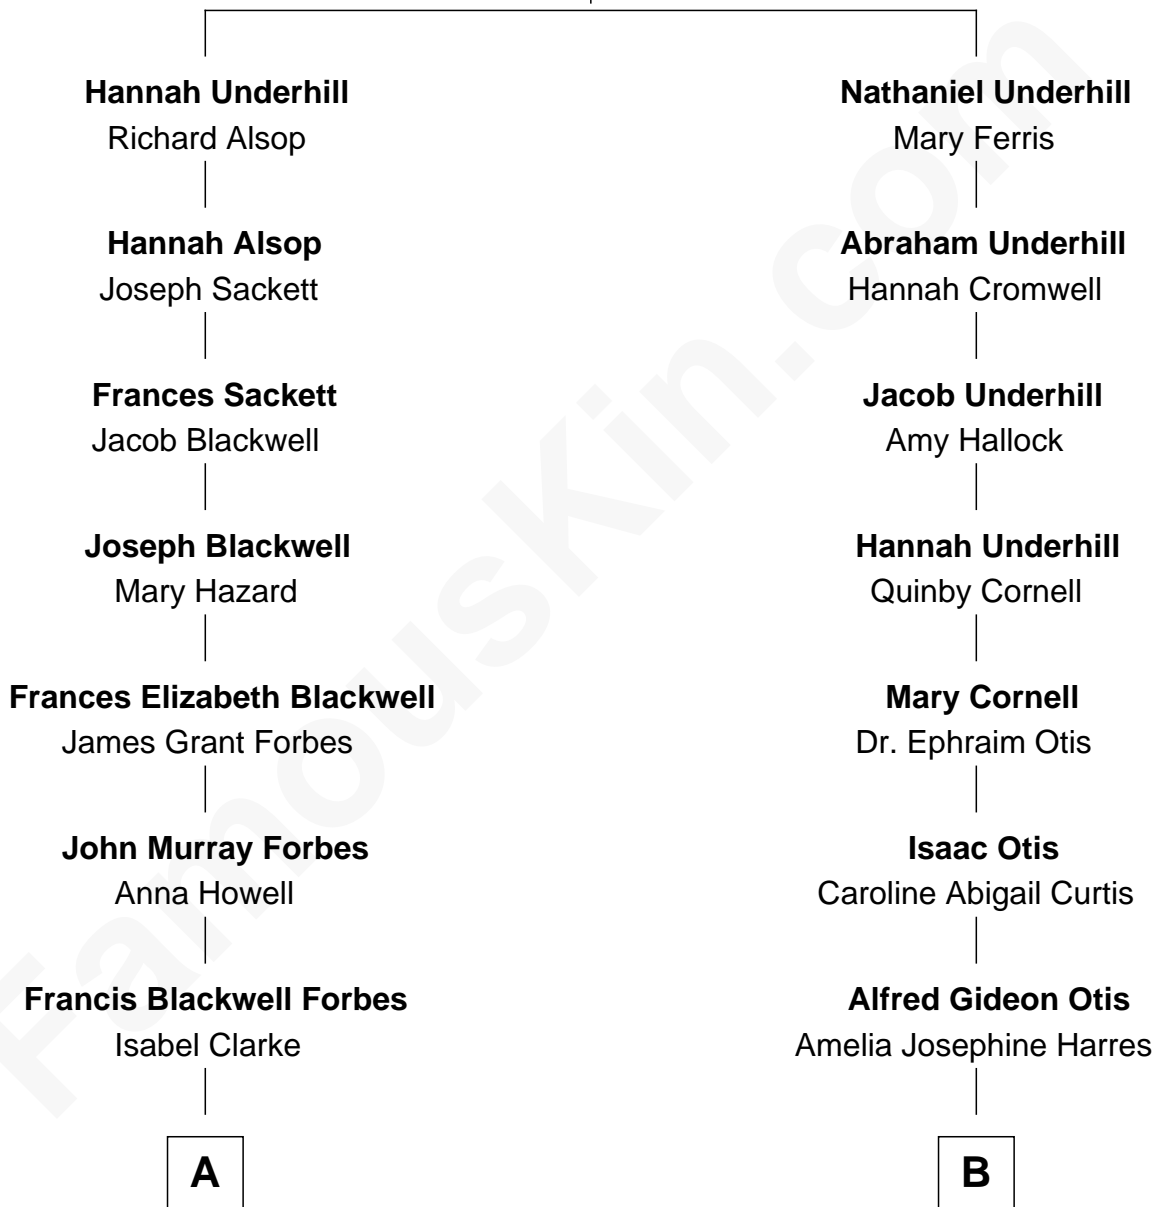 Hannah Underhill
Richard Alsop
Nathaniel Underhill
Mary Ferris
Hannah Alsop
Joseph Sackett
Abraham Underhill
Hannah Cromwell
Frances Sackett
Jacob Blackwell
Jacob Underhill
Amy Hallock
Joseph Blackwell
Mary Hazard
Hannah Underhill
Quinby Cornell
Frances Elizabeth Blackwell
James Grant Forbes
Mary Cornell
Dr. Ephraim Otis
John Murray Forbes
Anna Howell
Isaac Otis
Caroline Abigail Curtis
Francis Blackwell Forbes
Isabel Clarke
Alfred Gideon Otis
Amelia Josephine Harres
A
B
FamousKin.com